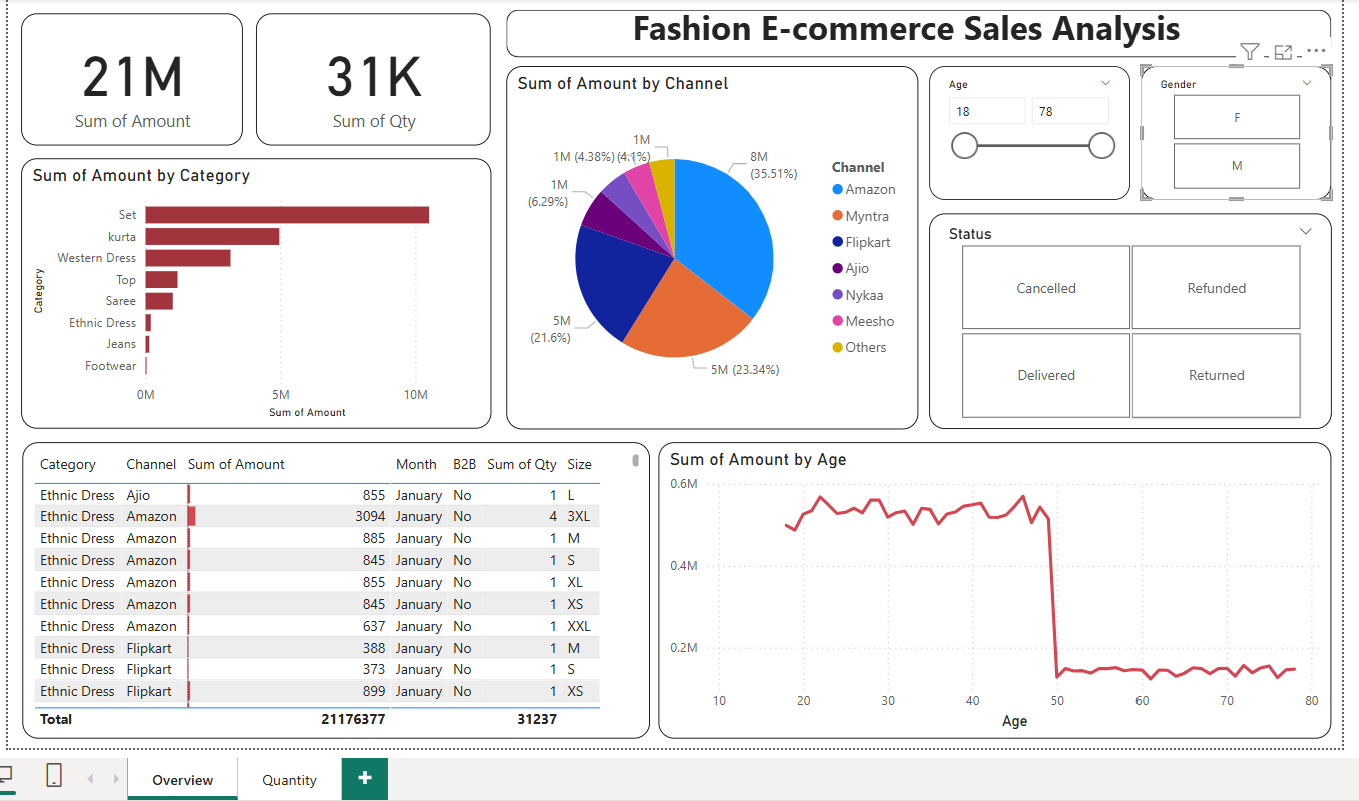 Fashion E-commerce Sales Analysis
21M
Sum of Amount
31K
Sum of Qty
Sum of Amount by Category
Category
Set
kurta
Western Dress
Top
Saree
Ethnic Dress
Jeans
Footwear
0M 5M 10M
Sum of Amount
Sum of Amount by Channel
8M
(35.51%)
5M (23.34%)
5M
(21.6%)
1M
(6.29%)
1M (4.38%)
1M
(4.1%)
Channel
Amazon
Myntra
Flipkart
Ajio
Nykaa
Meesho
Others
Age
18 78
Gender
F
M
Status
Cancelled Refunded
Delivered Returned
Category Channel Sum of Amount Month B2B Sum of Qty Size
Ethnic Dress Ajio 855 January No 1 L
Ethnic Dress Amazon 3094 January No 4 3XL
Ethnic Dress Amazon 885 January No 1 M
Ethnic Dress Amazon 845 January No 1 S
Ethnic Dress Amazon 855 January No 1 XL
Ethnic Dress Amazon 845 January No 1 XS
Ethnic Dress Amazon 637 January No 1 XXL
Ethnic Dress Flipkart 388 January No 1 M
Ethnic Dress Flipkart 373 January No 1 S
Ethnic Dress Flipkart 899 January No 1 XS
Total 21176377 31237
Sum of Amount by Age
0.6M
0.4M
0.2M
10 20 30 40 50 60 70 80
Age
Overview Quantity +